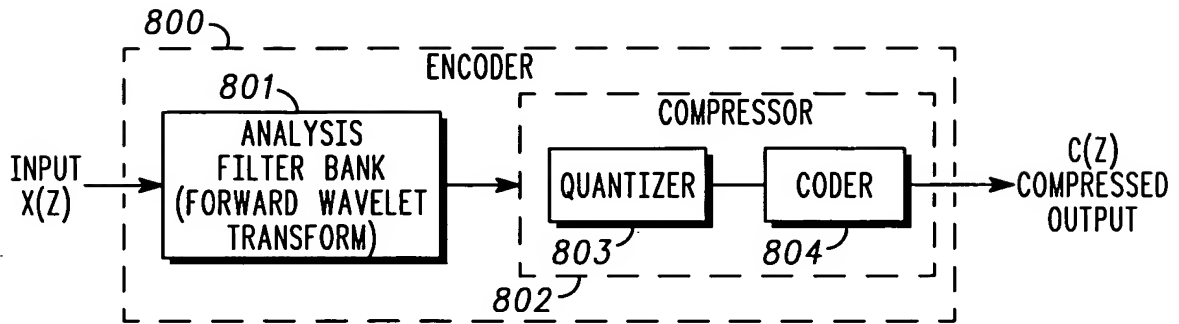 800
ENCODER
801
ANALYSIS
FILTER BANK
(FORWARD WAVELET
TRANSFORM)
INPUT
X(Z)
COMPRESSOR
QUANTIZER
CODER
803
804
802
C(Z)
COMPRESSED
OUTPUT